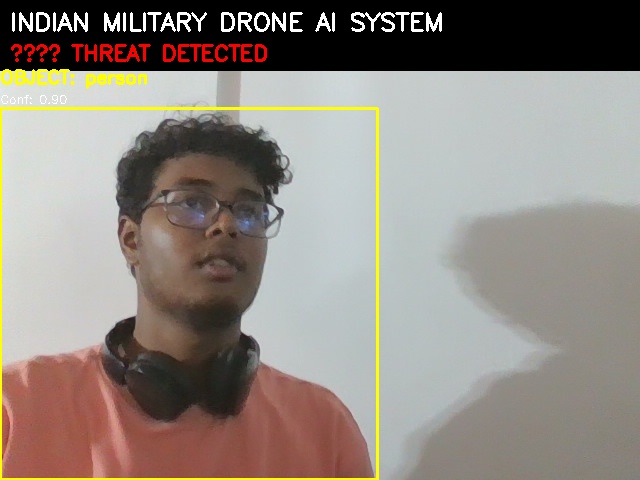 INDIAN MILITARY DRONE AI SYSTEM
???? THREAT DETECTED
OBJECT: person
Conf: 0.90